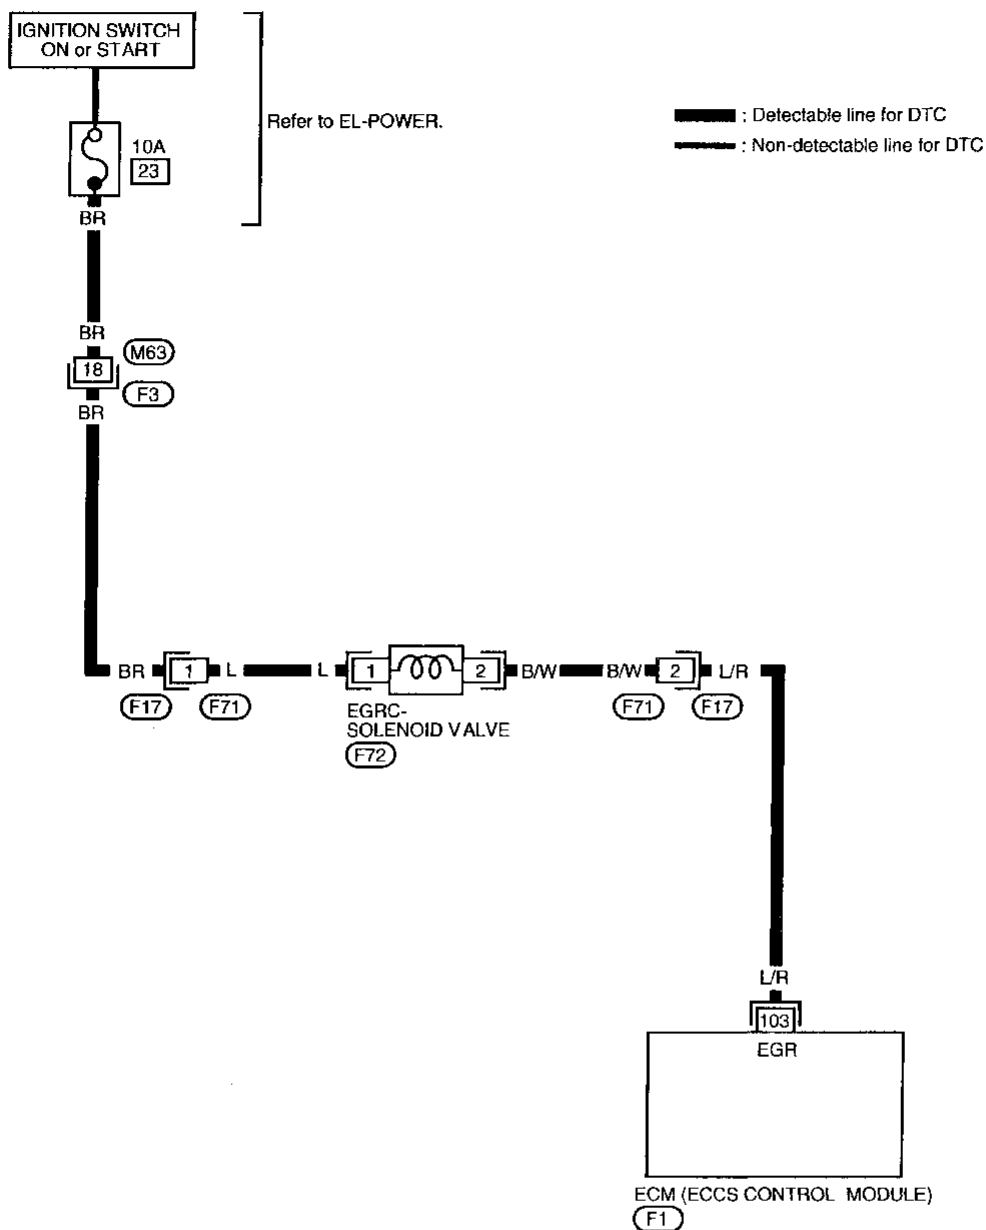 IGNITION SWITCH
ON or START
Refer to EL-POWER.
: Detectable line for DTC
: Non-detectable line for DTC
10A
23
BR
BR
18
M63
F3
BR
BR
1
L
L
1
2
B/W
B/W
2
L/R
F17
F71
EGRC-
SOLENOID VALVE
F72
F71
F17
L/R
103
EGR
ECM (ECCS CONTROL MODULE)
F1